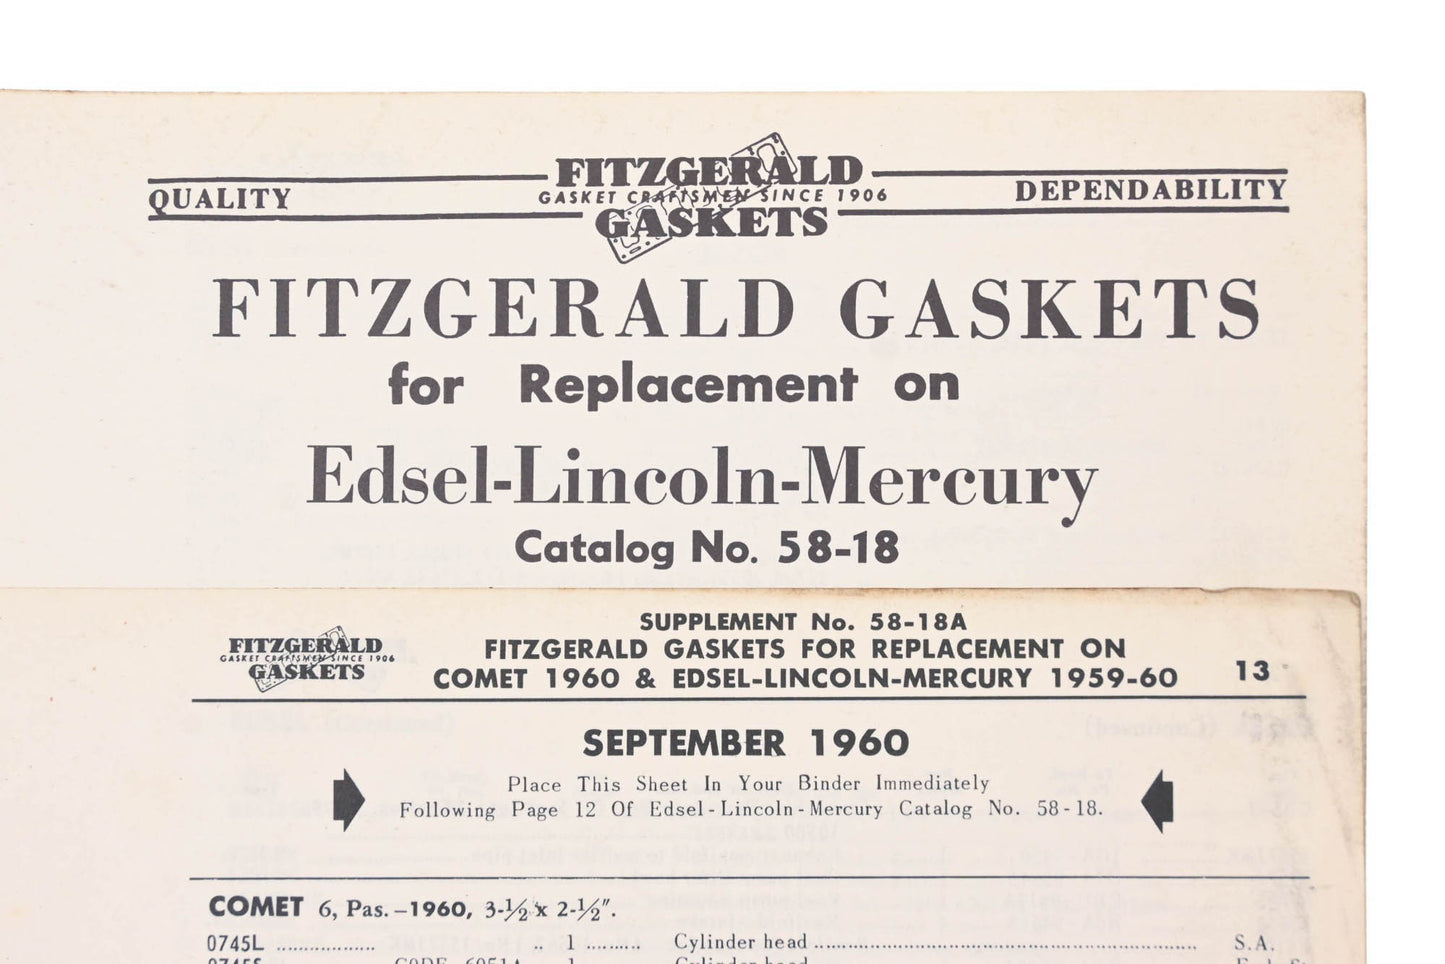 FITZGERALD
QUALITY GASKET CRAFTSMEN SINCE 1906 DEPENDABILITY
GASKETS
FITZGERALD GASKETS
for Replacement on
Edsel-Lincoln-Mercury
Catalog No. 58-18
SUPPLEMENT No. 58-18A
FITZGERALD FITZGERALD GASKETS FOR REPLACEMENT ON
GASKET CRAFTSMEN SINCE 1906
GASKETS COMET 1960 & EDSEL-LINCOLN-MERCURY 1959-60 13
SEPTEMBER 1960
Place This Sheet In Your Binder Immediately
Following Page 12 Of Edsel-Lincoln-Mercury Catalog No. 58-18.
COMET 6, Pas.–1960, 3-½ x 2-½".
0745L 1 Cylinder head S.A.